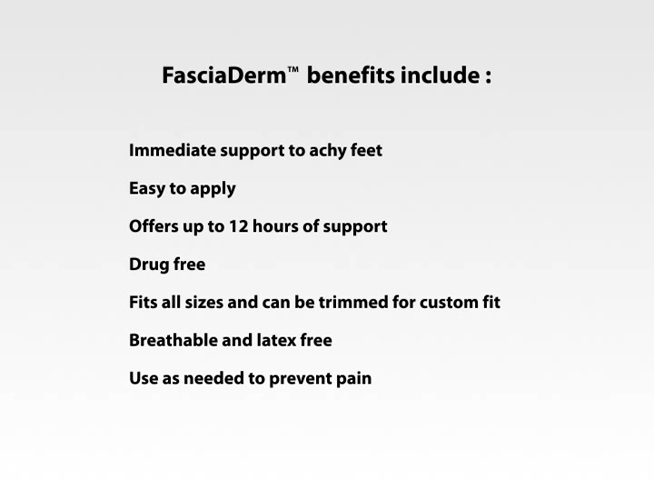 FasciaDerm™ benefits include :
Immediate support to achy feet
Easy to apply
Offers up to 12 hours of support
Drug free
Fits all sizes and can be trimmed for custom fit
Breathable and latex free
Use as needed to prevent pain